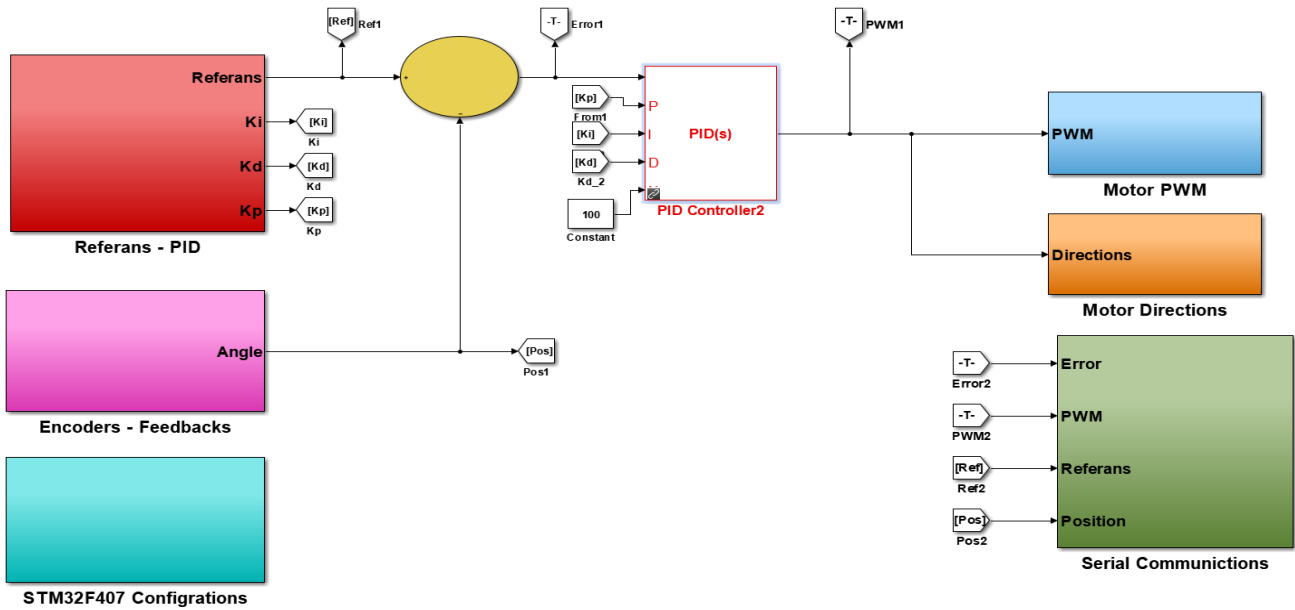 [Ref]
Ref1
-T-
Error1
-T-
PWM1
Referans
Ki
[Ki]
Ki
Kd
[Kd]
Kd
Kp
[Kp]
Kp
Referans - PID
+
-
[Kp]
From1
P
[Ki]
I
PID(s)
[Kd]
D
Kd_2
100
Constant
PID Controller2
PWM
Motor PWM
Directions
Motor Directions
Angle
[Pos]
Pos1
Encoders - Feedbacks
-T-
Error2
Error
-T-
PWM2
PWM
[Ref]
Ref2
Referans
[Pos]
Pos2
Position
Serial Communictions
STM32F407 Configrations